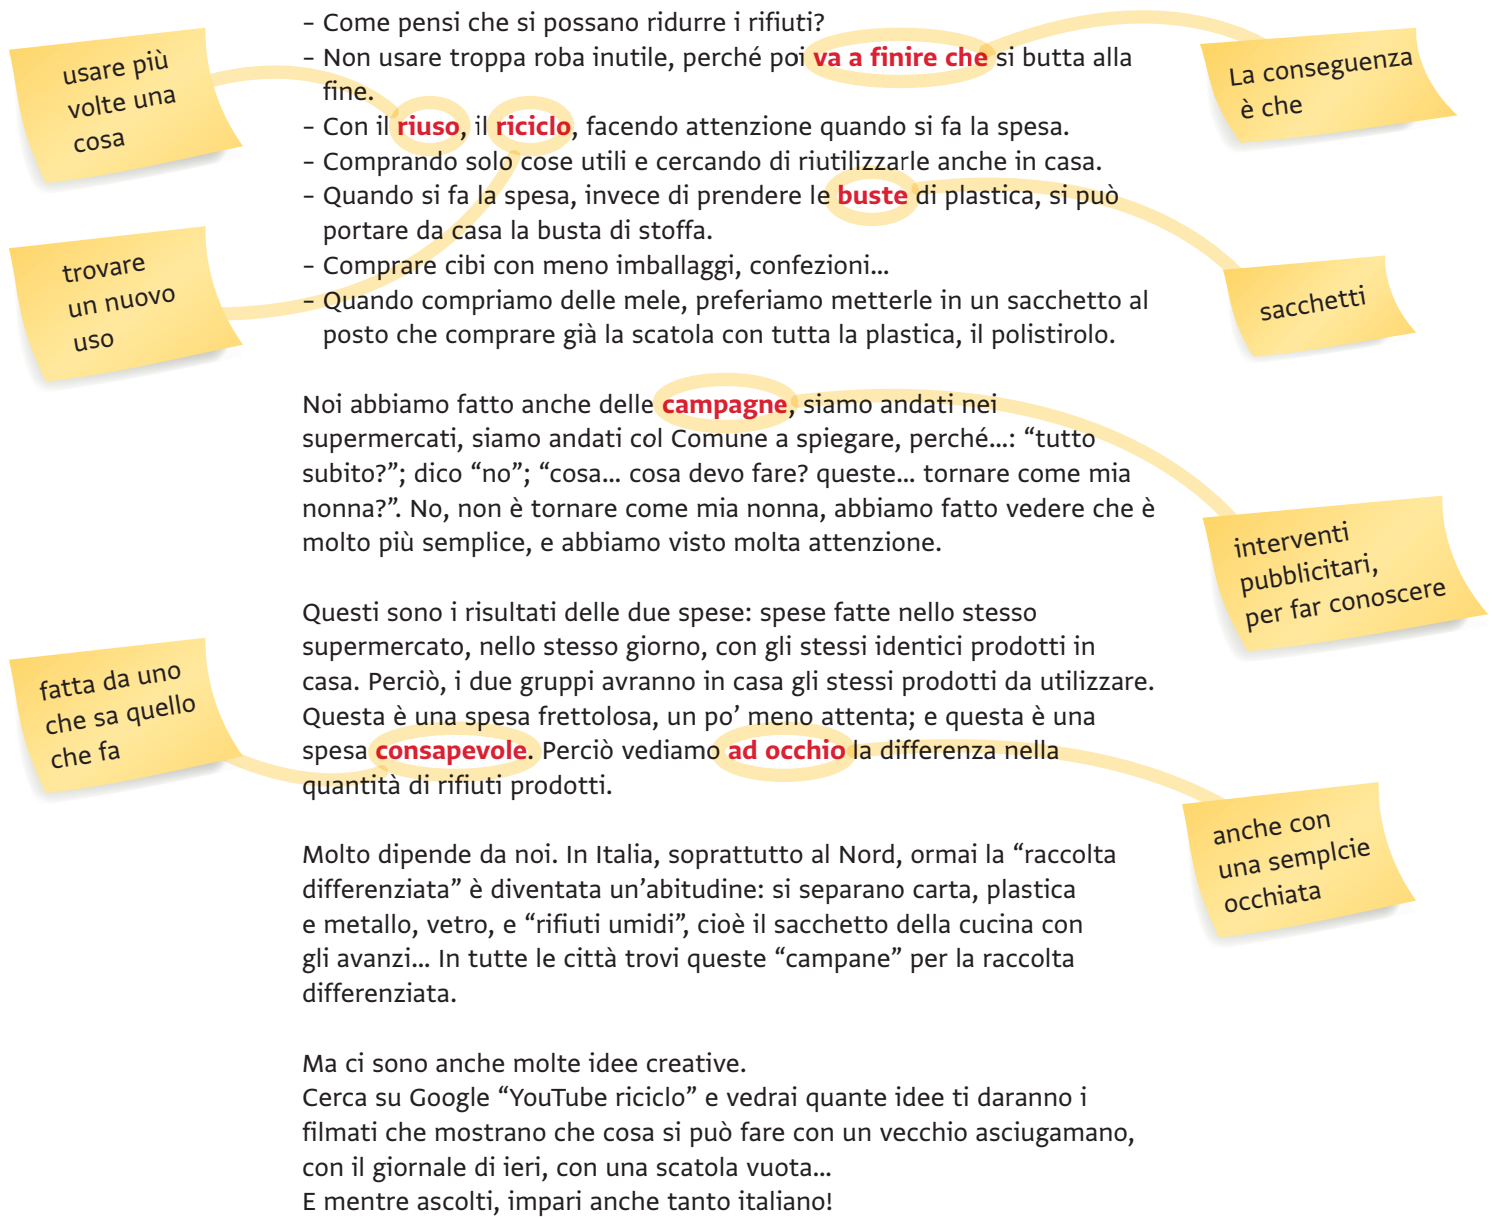 – Come pensi che si possano ridurre i rifiuti?
– Non usare troppa roba inutile, perché poi va a finire che si butta alla
fine.
– Con il riuso, il riciclo, facendo attenzione quando si fa la spesa.
– Comprando solo cose utili e cercando di riutilizzarle anche in casa.
– Quando si fa la spesa, invece di prendere le buste di plastica, si può
portare da casa la busta di stoffa.
– Comprare cibi con meno imballaggi, confezioni...
– Quando compriamo delle mele, preferiamo metterle in un sacchetto al
posto che comprare già la scatola con tutta la plastica, il polistirolo.
Noi abbiamo fatto anche delle campagne, siamo andati nei
supermercati, siamo andati col Comune a spiegare, perché...: “tutto
subito?”; dico “no”; “cosa... cosa devo fare? queste... tornare come mia
nonna?”. No, non è tornare come mia nonna, abbiamo fatto vedere che è
molto più semplice, e abbiamo visto molta attenzione.
Questi sono i risultati delle due spese: spese fatte nello stesso
supermercato, nello stesso giorno, con gli stessi identici prodotti in
casa. Perciò, i due gruppi avranno in casa gli stessi prodotti da utilizzare.
Questa è una spesa frettolosa, un po’ meno attenta; e questa è una
spesa consapevole. Perciò vediamo ad occhio la differenza nella
quantità di rifiuti prodotti.
Molto dipende da noi. In Italia, soprattutto al Nord, ormai la “raccolta
differenziata” è diventata un’abitudine: si separano carta, plastica
e metallo, vetro, e “rifiuti umidi”, cioè il sacchetto della cucina con
gli avanzi... In tutte le città trovi queste “campane” per la raccolta
differenziata.
Ma ci sono anche molte idee creative.
Cerca su Google “YouTube riciclo” e vedrai quante idee ti daranno i
filmati che mostrano che cosa si può fare con un vecchio asciugamano,
con il giornale di ieri, con una scatola vuota...
E mentre ascolti, impari anche tanto italiano!
usare più
volte una
cosa
trovare
un nuovo
uso
fatta da uno
che sa quello
che fa
La conseguenza
è che
sacchetti
interventi
pubblicitari,
per far conoscere
anche con
una semplcie
occhiata